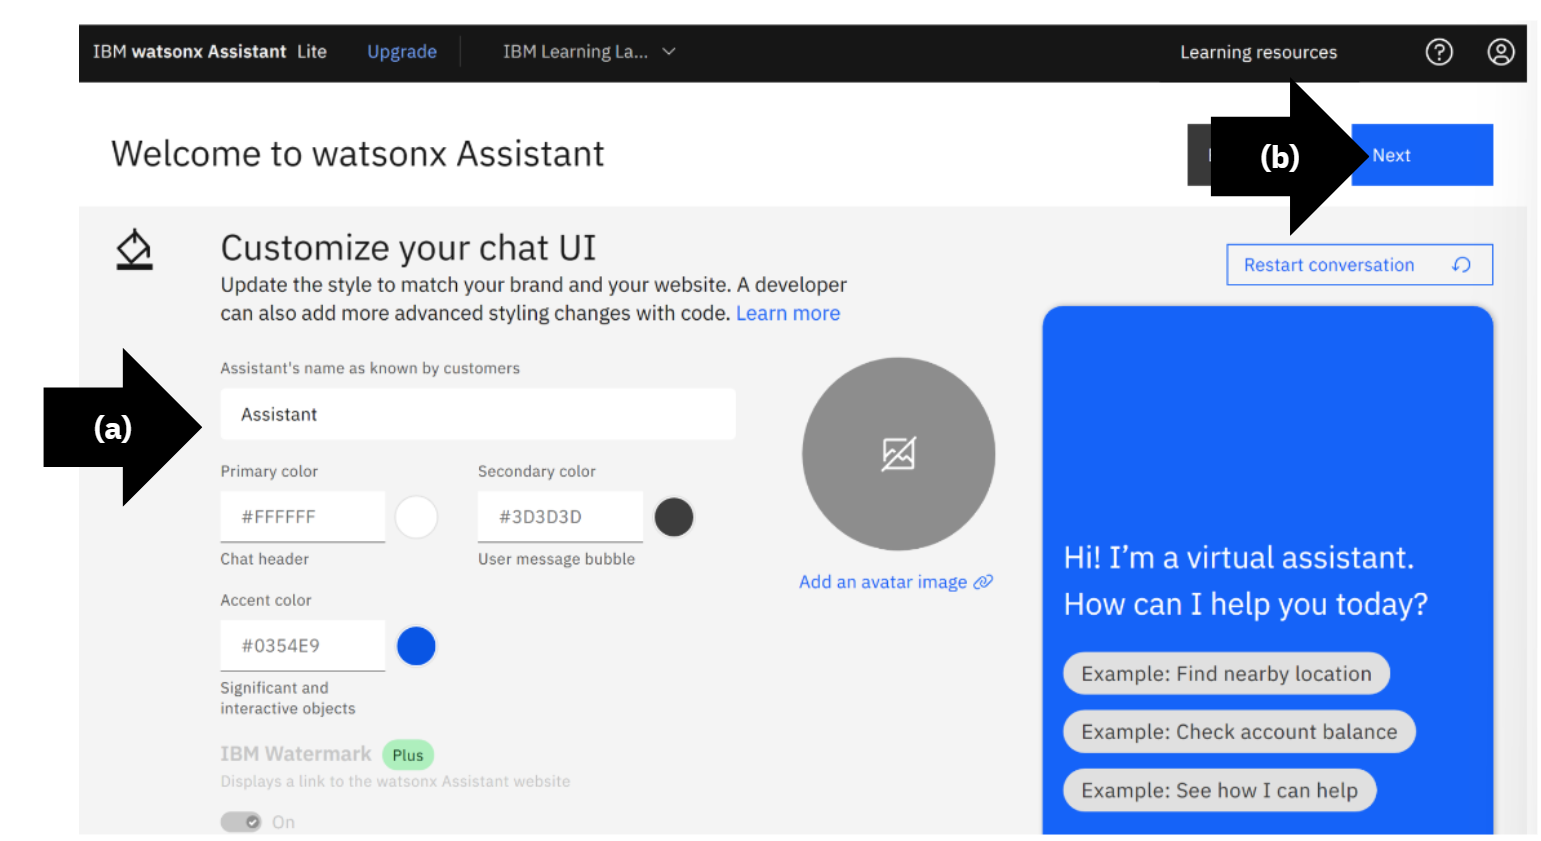 IBM watsonx Assistant Lite Upgrade IBM Learning La... Learning resources
Welcome to watsonx Assistant
(b)
Next
Customize your chat UI
Update the style to match your brand and your website. A developer
can also add more advanced styling changes with code. Learn more
Restart conversation
Assistant's name as known by customers
Assistant
(a)
Primary color
Secondary color
#FFFFFF
#3D3D3D
Chat header
User message bubble
Add an avatar image
Accent color
#0354E9
Significant and
interactive objects
IBM Watermark Plus
Displays a link to the watsonx Assistant website
On
Hi! I’m a virtual assistant.
How can I help you today?
Example: Find nearby location
Example: Check account balance
Example: See how I can help